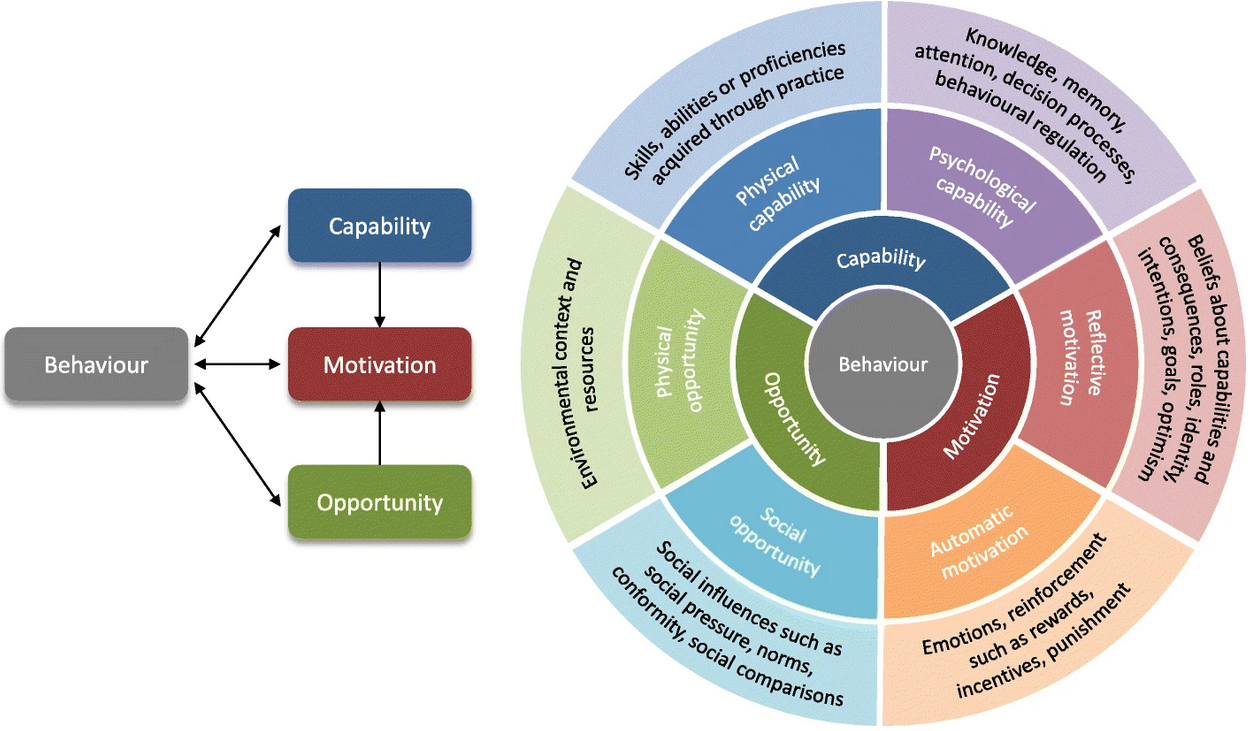 Capability
Behaviour
Motivation
Opportunity
Skills, abilities or proficiencies
acquired through practice
Knowledge, memory,
attention, decision processes,
behavioural regulation
Physical
capability
Psychological
capability
Capability
Environmental context and
resources
Physical
opportunity
Opportunity
Behaviour
Motivation
Reflective
motivation
Beliefs about capabilities and
consequences, roles, identity,
intentions, goals, optimism
Social
opportunity
Automatic
motivation
Social influences such as
social pressure, norms,
conformity, social comparisons
Emotions, reinforcement
such as rewards,
incentives, punishment